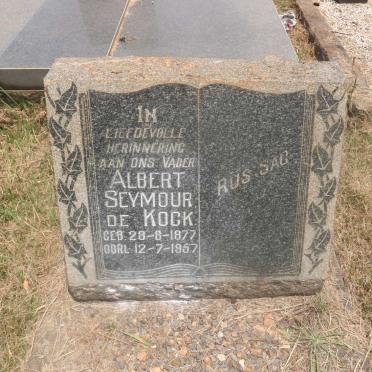 IN
LIEFDEVOLLE
HERINNERING
AAN ONS VADER
ALBERT
SEYMOUR
DE KOCK
GEB. 28-8-1877
OORL. 12-7-1957
RUS SAG